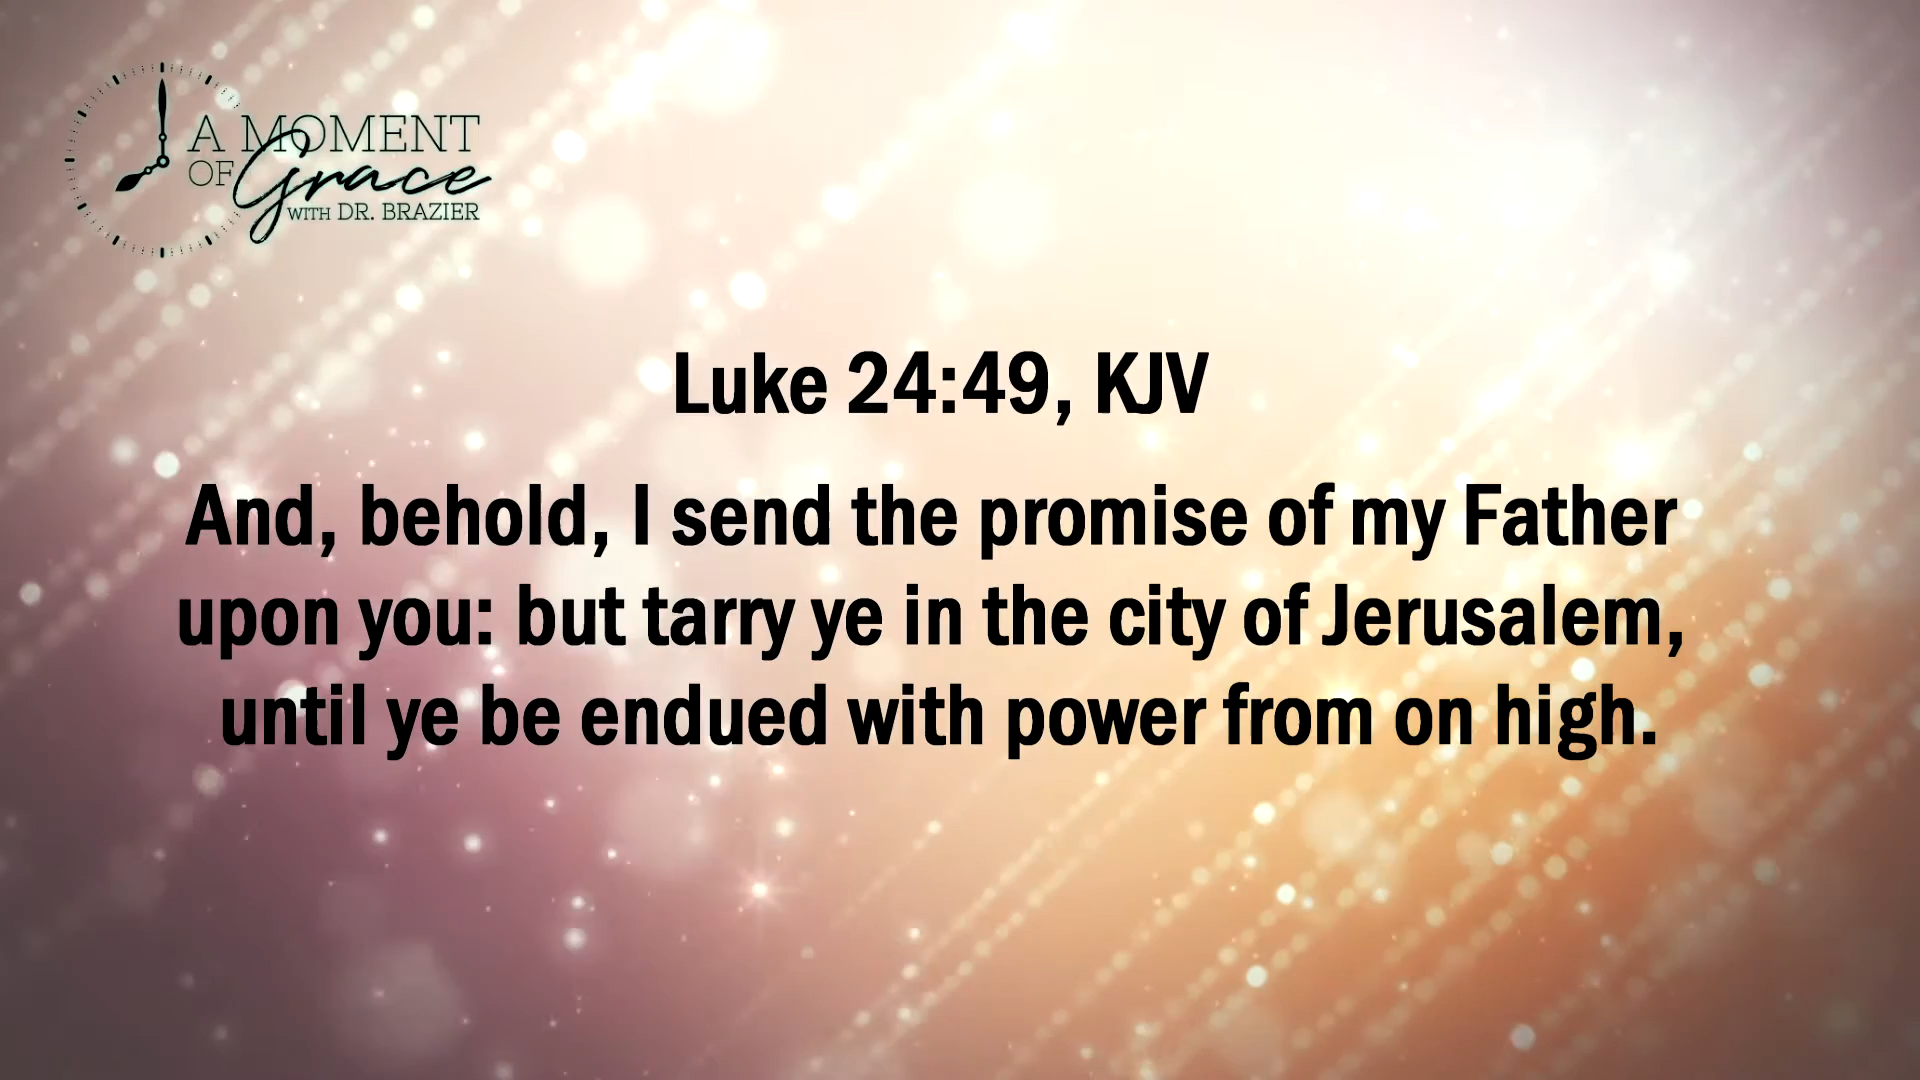 A MOMENT
OF Grace
WITH DR. BRAZIER
Luke 24:49, KJV
And, behold, I send the promise of my Father
upon you: but tarry ye in the city of Jerusalem,
until ye be endued with power from on high.